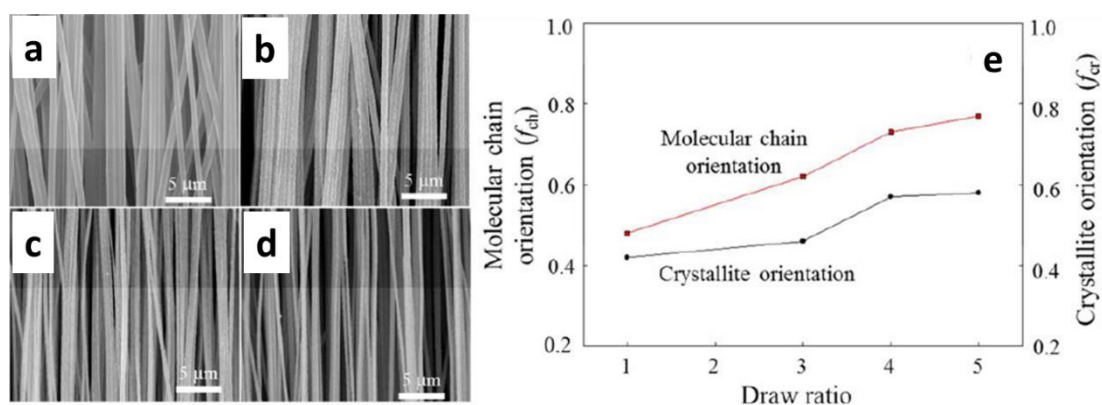 a
5 μm
b
5 μm
c
5 μm
d
5 μm
Molecular chain
orientation (fch)
1.0
0.8
0.6
0.4
0.2
e
Molecular chain
orientation
Crystallite orientation
1.0
0.8
0.6
0.4
0.2
Crystallite orientation (fcr)
1 2 3 4 5
Draw ratio